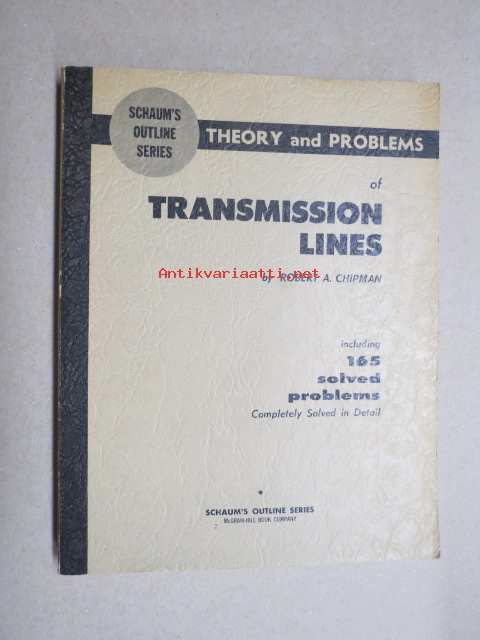 SCHAUM'S
OUTLINE
SERIES
THEORY and PROBLEMS
of
TRANSMISSION
LINES
Antikvariaatti.net
by ROBERT A. CHIPMAN
including
165
solved
problems
Completely Solved in Detail
SCHAUM'S OUTLINE SERIES
McGRAW-HILL BOOK COMPANY